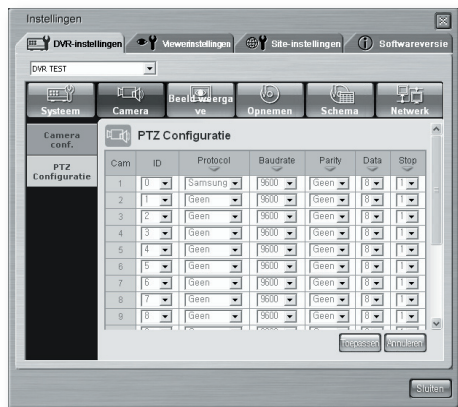 Instellingen
DVR-instellingen Viewerinstellingen Site-instellingen Softwareversie
DVR TEST
Systeem Camera Beeldweergave Opnemen Schema Netwerk
Camera conf.
PTZ Configuratie
PTZ Configuratie
Cam ID Protocol Baudrate Parity Data Stop
1 0 Samsung 9600 Geen 8 1
2 1 Geen 9600 Geen 8 1
3 2 Geen 9600 Geen 8 1
4 3 Geen 9600 Geen 8 1
5 4 Geen 9600 Geen 8 1
6 5 Geen 9600 Geen 8 1
7 6 Geen 9600 Geen 8 1
8 7 Geen 9600 Geen 8 1
9 8 Geen 9600 Geen 8 1
Toepassen Annuleren
Sluiten